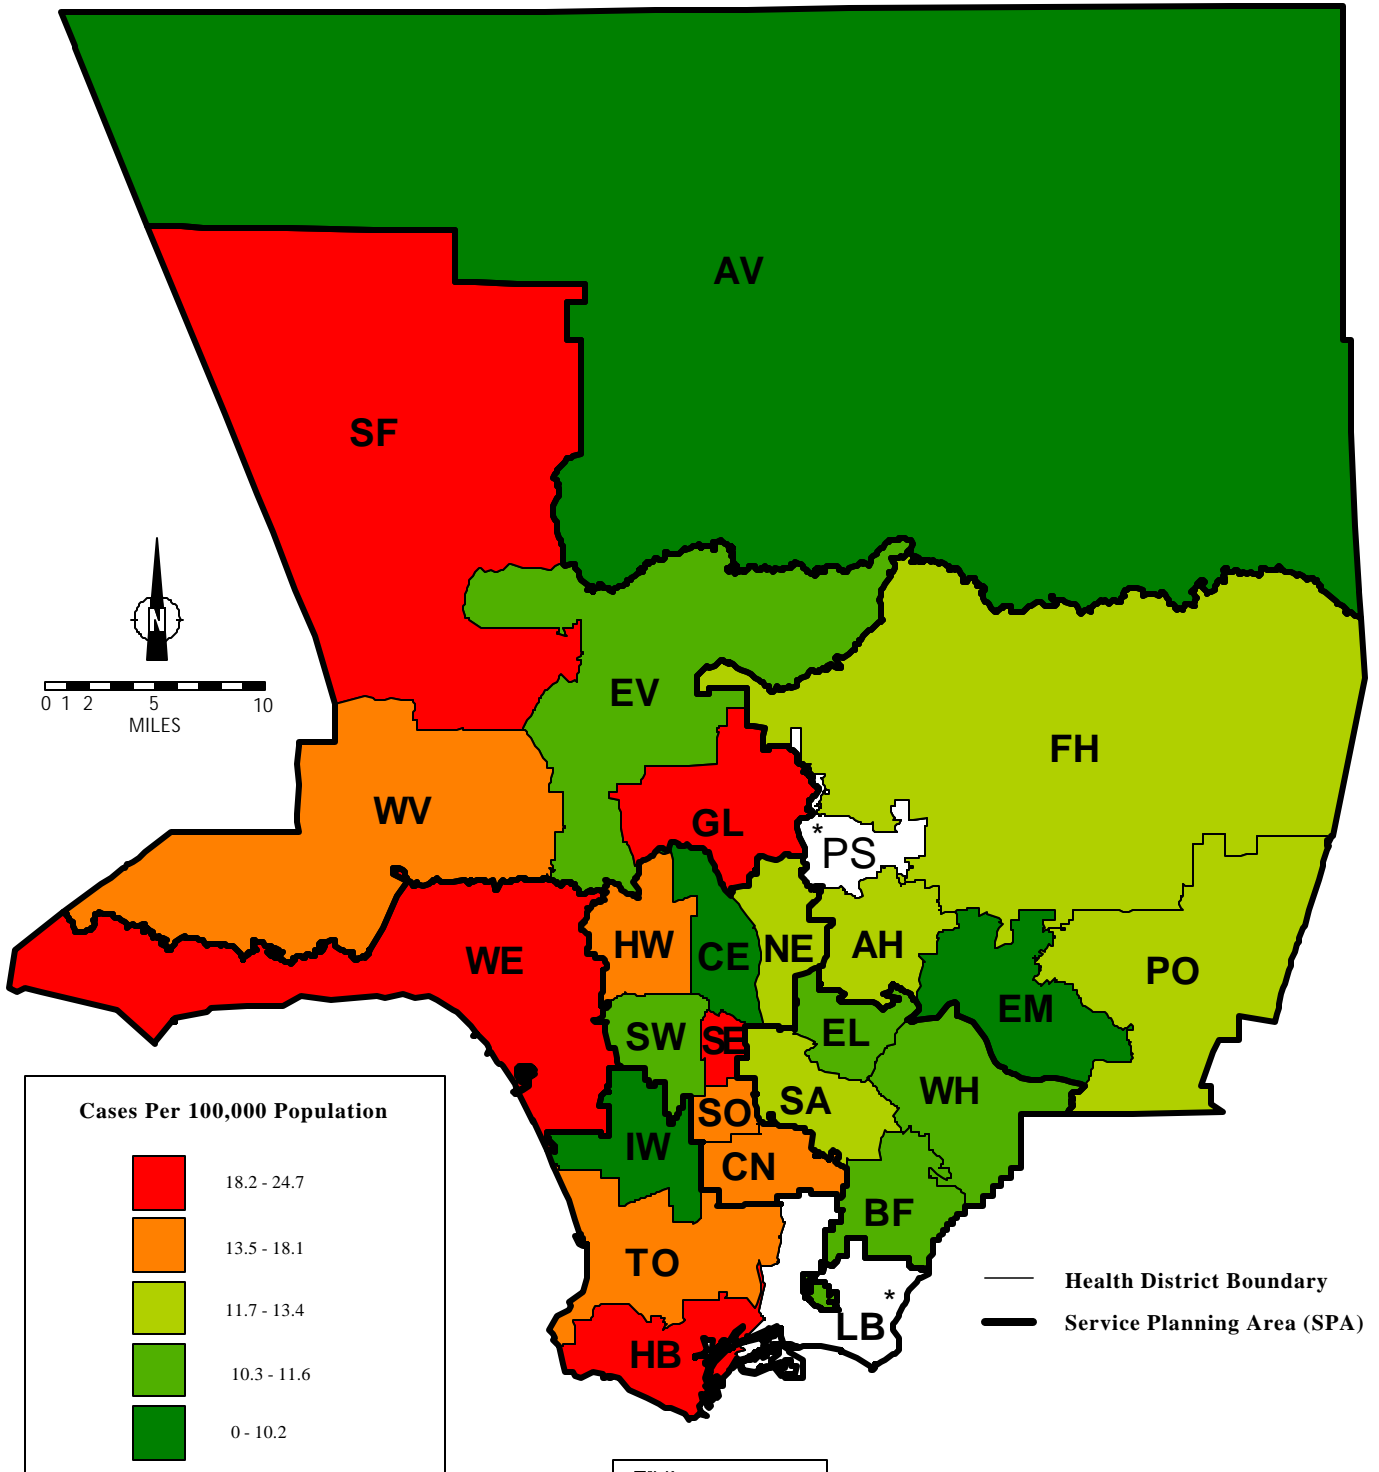 AV
SF
N
0 1 2 5 10
MILES
EV
FH
WV
GL
*
PS
HW
CE
NE
AH
WE
PO
EM
SW
SE
EL
WH
SA
SO
IW
CN
BF
TO
*
LB
HB
Cases Per 100,000 Population
18.2 - 24.7
13.5 - 18.1
11.7 - 13.4
10.3 - 11.6
0 - 10.2
Health District Boundary
Service Planning Area (SPA)